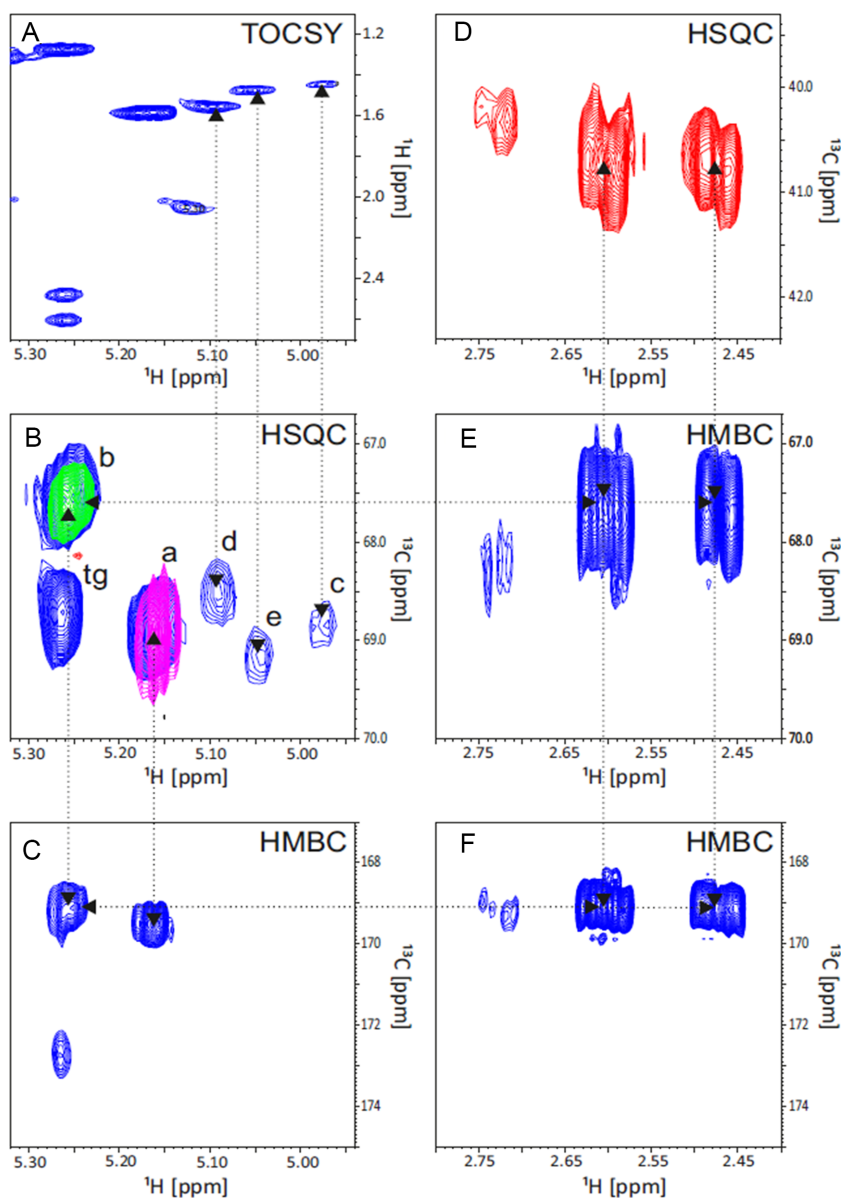 A
TOCSY
1.2
1.6
2.0
2.4
¹H [ppm]
5.30
5.20
5.10
5.00
¹H [ppm]
D
HSQC
40.0
41.0
42.0
¹³C [ppm]
2.75
2.65
2.55
2.45
¹H [ppm]
B
HSQC
b
tg
a
d
e
c
67.0
68.0
69.0
70.0
¹³C [ppm]
5.30
5.20
5.10
5.00
¹H [ppm]
E
HMBC
67.0
68.0
69.0
70.0
¹³C [ppm]
2.75
2.65
2.55
2.45
¹H [ppm]
C
HMBC
168
170
172
174
¹³C [ppm]
5.30
5.20
5.10
5.00
¹H [ppm]
F
HMBC
168
170
172
174
¹³C [ppm]
2.75
2.65
2.55
2.45
¹H [ppm]